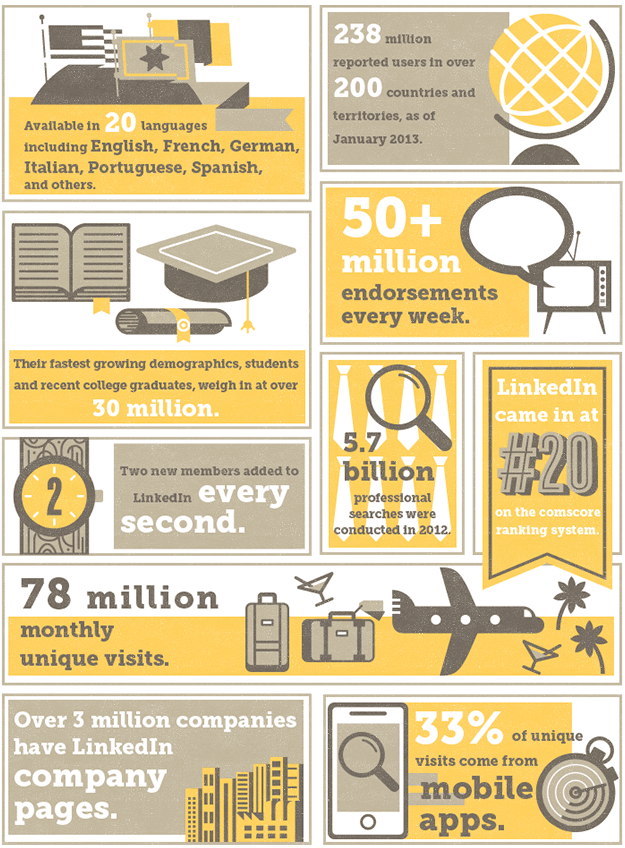 Available in 20 languages
including English, French, German,
Italian, Portuguese, Spanish,
and others.
238 million
reported users in over
200 countries and
territories, as of
January 2013.
50+
million
endorsements
every week.
Their fastest growing demographics, students
and recent college graduates, weigh in at over
30 million.
5.7
billion
professional
searches were
conducted in 2012.
LinkedIn
came in at
#20
on the comscore
ranking system.
2
Two new members added to
LinkedIn every
second.
78 million
monthly
unique visits.
Over 3 million companies
have LinkedIn
company
pages.
33% of unique
visits come from
mobile
apps.